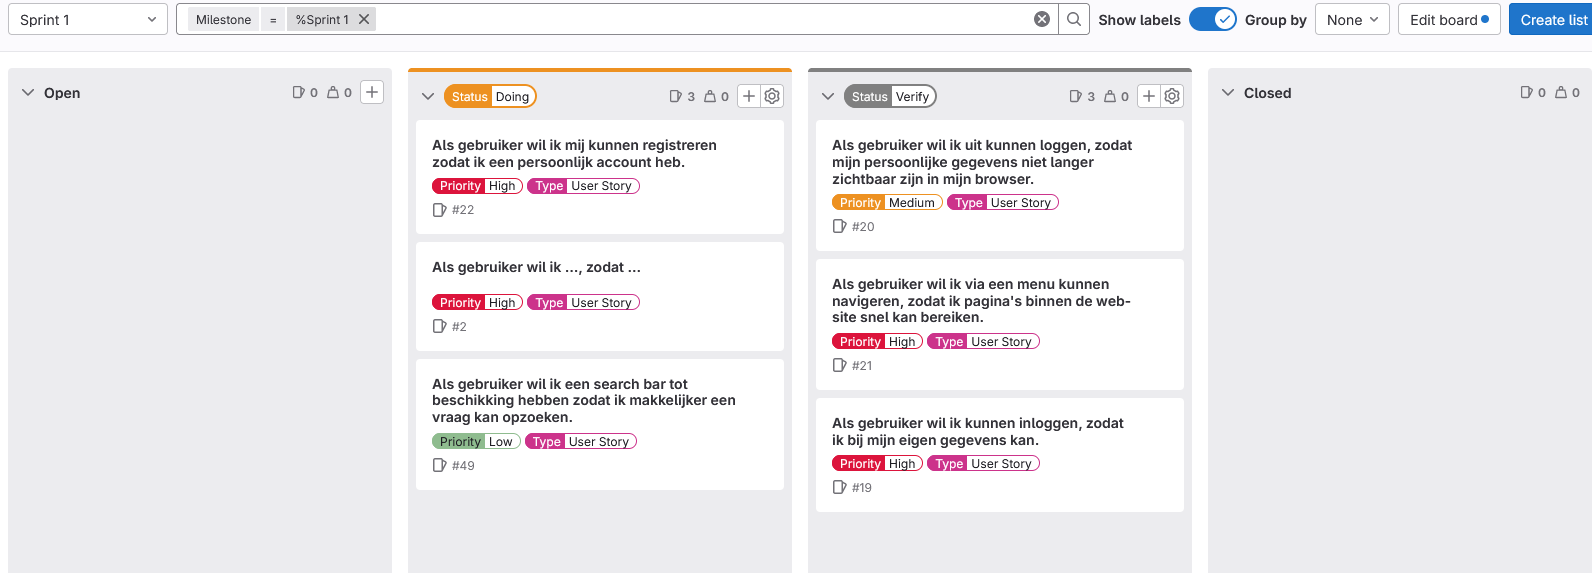 Sprint 1
Milestone = %Sprint 1
Show labels
Group by
None
Edit board
Create list
Open 0 0
Status Doing 3 0
Als gebruiker wil ik mij kunnen registreren
zodat ik een persoonlijk account heb.
Priority High Type User Story
#22
Als gebruiker wil ik ..., zodat ...
Priority High Type User Story
#2
Als gebruiker wil ik een search bar tot
beschikking hebben zodat ik makkelijker een
vraag kan opzoeken.
Priority Low Type User Story
#49
Status Verify 3 0
Als gebruiker wil ik uit kunnen loggen, zodat
mijn persoonlijke gegevens niet langer
zichtbaar zijn in mijn browser.
Priority Medium Type User Story
#20
Als gebruiker wil ik via een menu kunnen
navigeren, zodat ik pagina's binnen de web-
site snel kan bereiken.
Priority High Type User Story
#21
Als gebruiker wil ik kunnen inloggen, zodat
ik bij mijn eigen gegevens kan.
Priority High Type User Story
#19
Closed 0 0